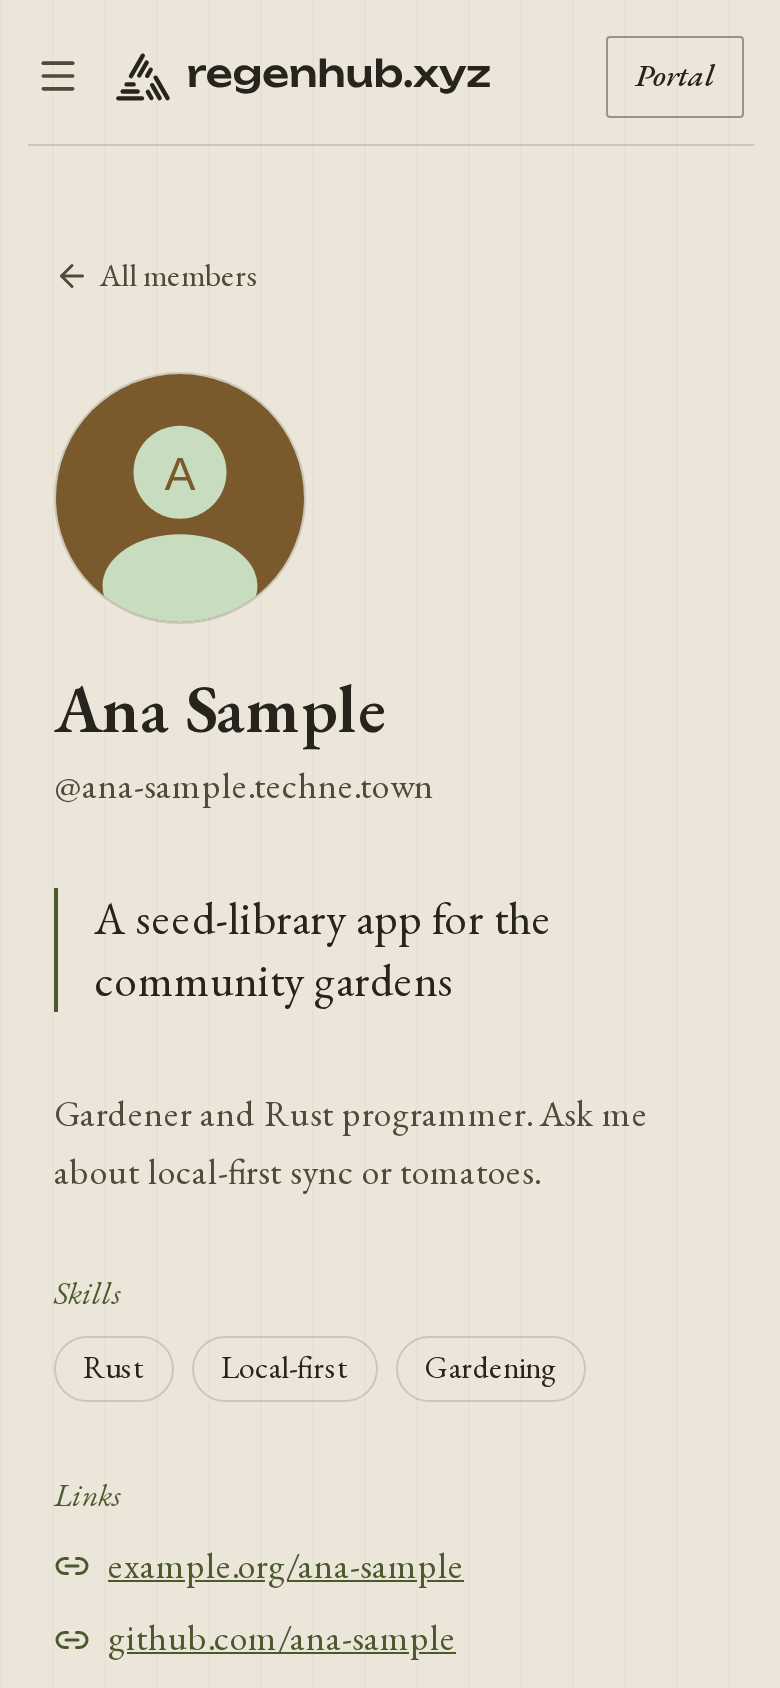 regenhub.xyz
Portal
All members
A
Ana Sample
@ana-sample.techne.town
A seed-library app for the
community gardens
Gardener and Rust programmer. Ask me
about local-first sync or tomatoes.
Skills
Rust
Local-first
Gardening
Links
example.org/ana-sample
github.com/ana-sample